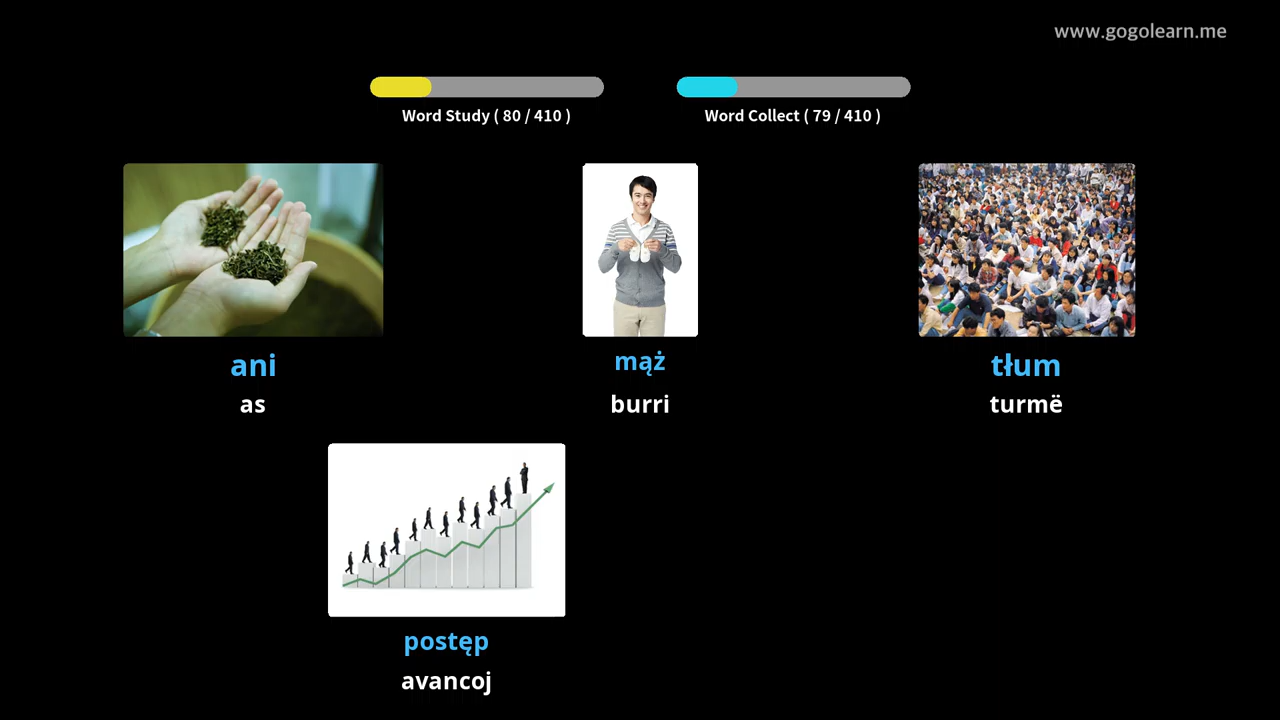 www.gogolearn.me
Word Study ( 80 / 410 )
Word Collect ( 79 / 410 )
ani
as
mąż
burri
tłum
turmë
postęp
avancoj